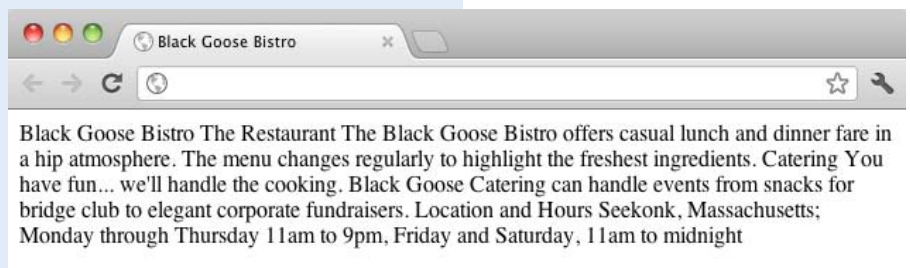 Black Goose Bistro
Black Goose Bistro The Restaurant The Black Goose Bistro offers casual lunch and dinner fare in
a hip atmosphere. The menu changes regularly to highlight the freshest ingredients. Catering You
have fun... we'll handle the cooking. Black Goose Catering can handle events from snacks for
bridge club to elegant corporate fundraisers. Location and Hours Seekonk, Massachusetts;
Monday through Thursday 11am to 9pm, Friday and Saturday, 11am to midnight